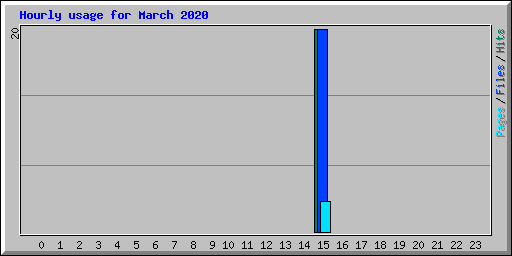 Hourly usage for March 2020
20
Pages/Files/Hits
0 1 2 3 4 5 6 7 8 9 10 11 12 13 14 15 16 17 18 19 20 21 22 23